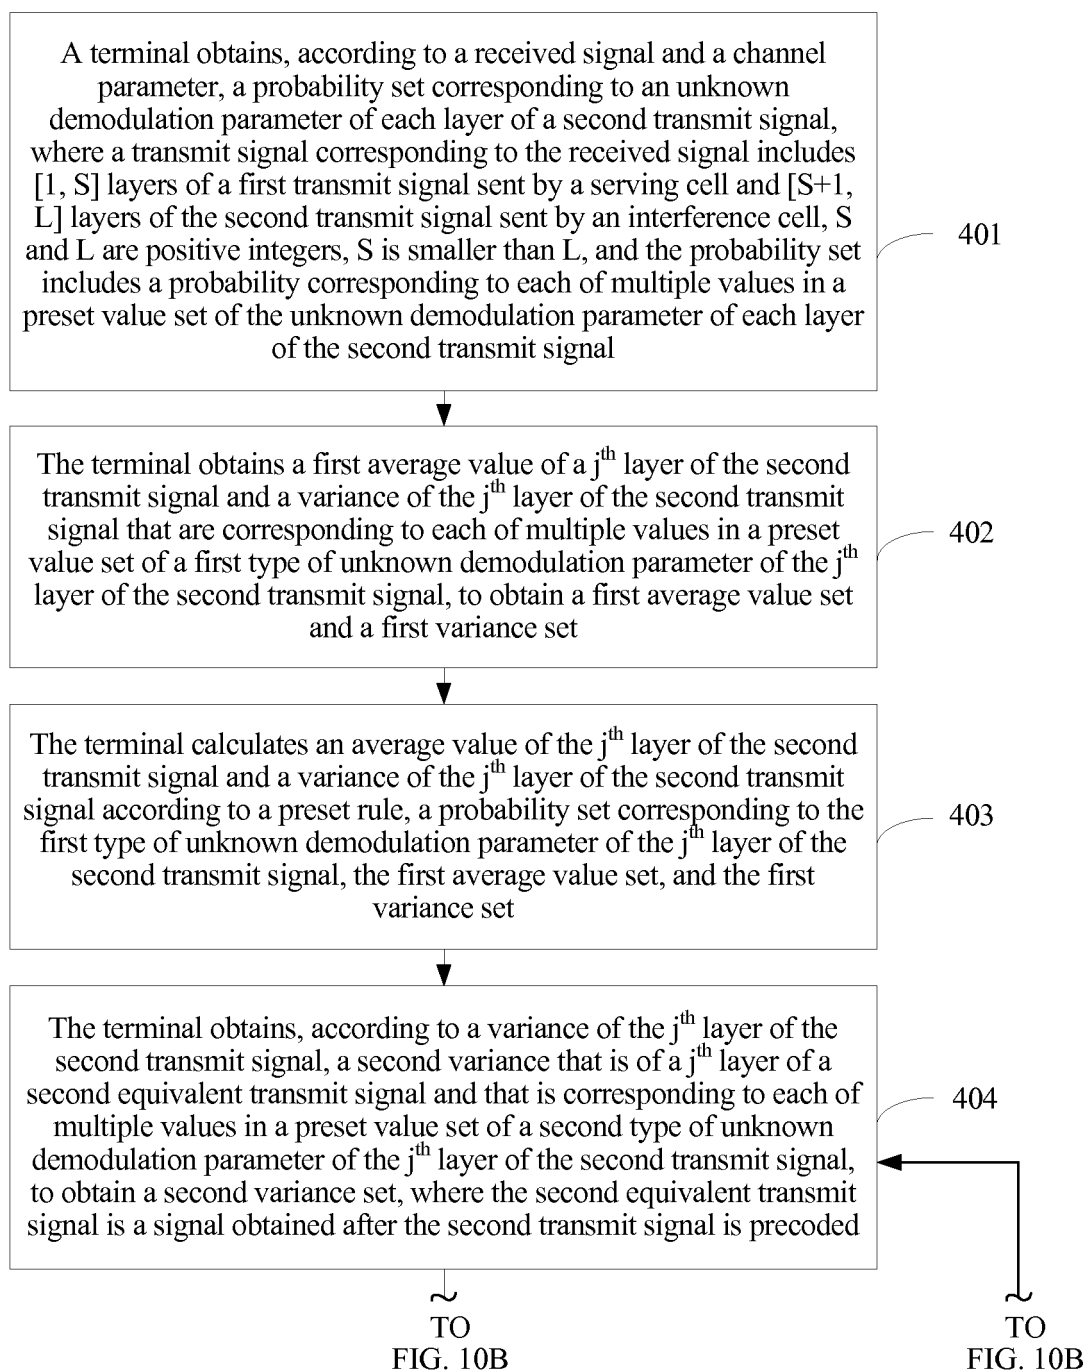 A terminal obtains, according to a received signal and a channel
parameter, a probability set corresponding to an unknown
demodulation parameter of each layer of a second transmit signal,
where a transmit signal corresponding to the received signal includes
[1, S] layers of a first transmit signal sent by a serving cell and [S+1,
L] layers of the second transmit signal sent by an interference cell, S
and L are positive integers, S is smaller than L, and the probability set
includes a probability corresponding to each of multiple values in a
preset value set of the unknown demodulation parameter of each layer
of the second transmit signal
401
The terminal obtains a first average value of a jth layer of the second
transmit signal and a variance of the jth layer of the second transmit
signal that are corresponding to each of multiple values in a preset
value set of a first type of unknown demodulation parameter of the jth
layer of the second transmit signal, to obtain a first average value set
and a first variance set
402
The terminal calculates an average value of the jth layer of the second
transmit signal and a variance of the jth layer of the second transmit
signal according to a preset rule, a probability set corresponding to the
first type of unknown demodulation parameter of the jth layer of the
second transmit signal, the first average value set, and the first
variance set
403
The terminal obtains, according to a variance of the jth layer of the
second transmit signal, a second variance that is of a jth layer of a
second equivalent transmit signal and that is corresponding to each of
multiple values in a preset value set of a second type of unknown
demodulation parameter of the jth layer of the second transmit signal,
to obtain a second variance set, where the second equivalent transmit
signal is a signal obtained after the second transmit signal is precoded
404
TO
FIG. 10B
TO
FIG. 10B